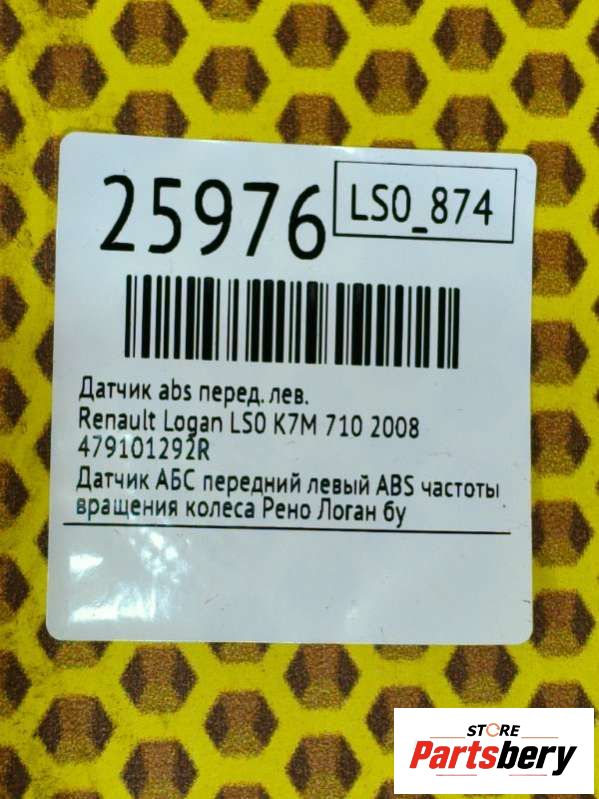 25976
LS0_874
Датчик abs перед. лев.
Renault Logan LS0 K7M 710 2008
479101292R
Датчик АБС передний левый ABS частоты
вращения колеса Рено Логан бу
STORE
Partsbery